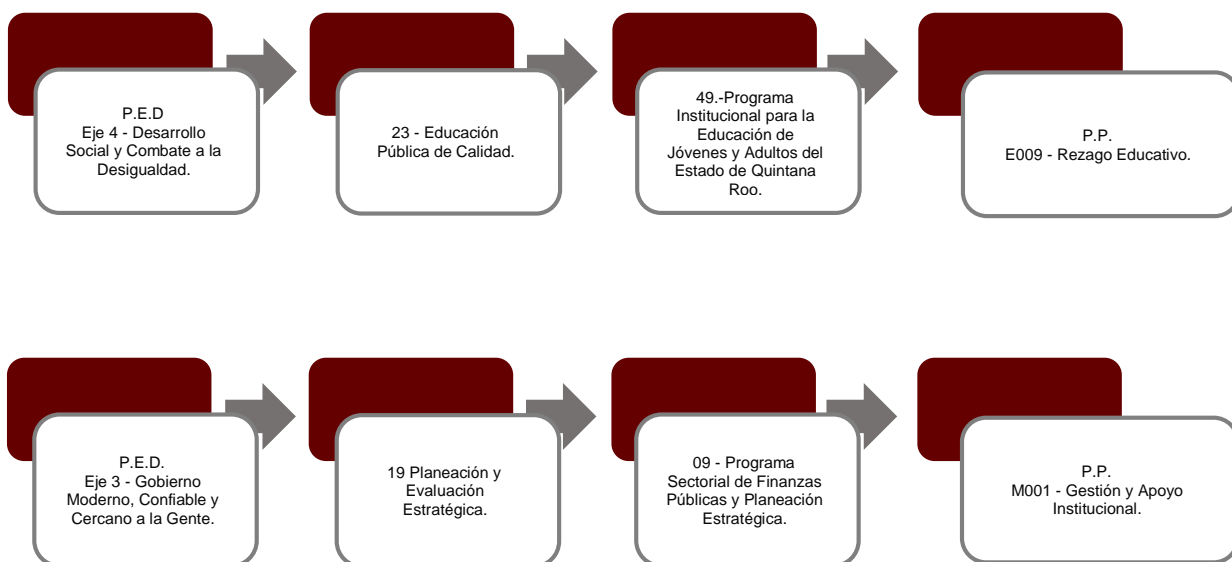 P.E.D
Eje 4 - Desarrollo
Social y Combate a la
Desigualdad.
23 - Educación
Pública de Calidad.
49.-Programa
Institucional para la
Educación de
Jóvenes y Adultos del
Estado de Quintana
Roo.
P.P.
E009 - Rezago Educativo.
P.E.D.
Eje 3 - Gobierno
Moderno, Confiable y
Cercano a la Gente.
19 Planeación y
Evaluación
Estratégica.
09 - Programa
Sectorial de Finanzas
Públicas y Planeación
Estratégica.
P.P.
M001 - Gestión y Apoyo
Institucional.